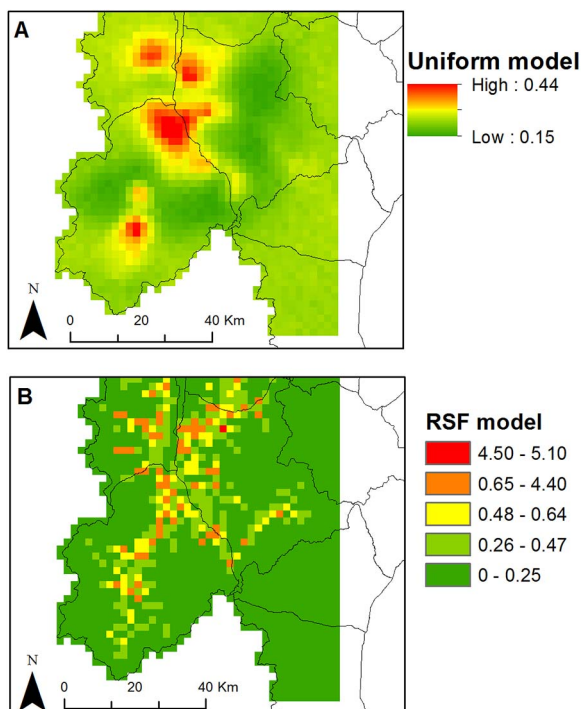 A
Uniform model
High : 0.44
Low : 0.15
N
0 20 40 Km
B
RSF model
4.50 - 5.10
0.65 - 4.40
0.48 - 0.64
0.26 - 0.47
0 - 0.25
N
0 20 40 Km